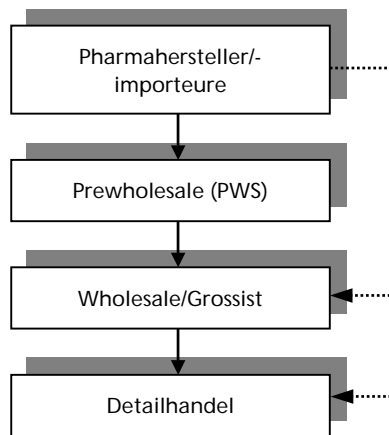 Pharmahersteller/-
importeure
Prewholesale (PWS)
Wholesale/Grossist
Detailhandel